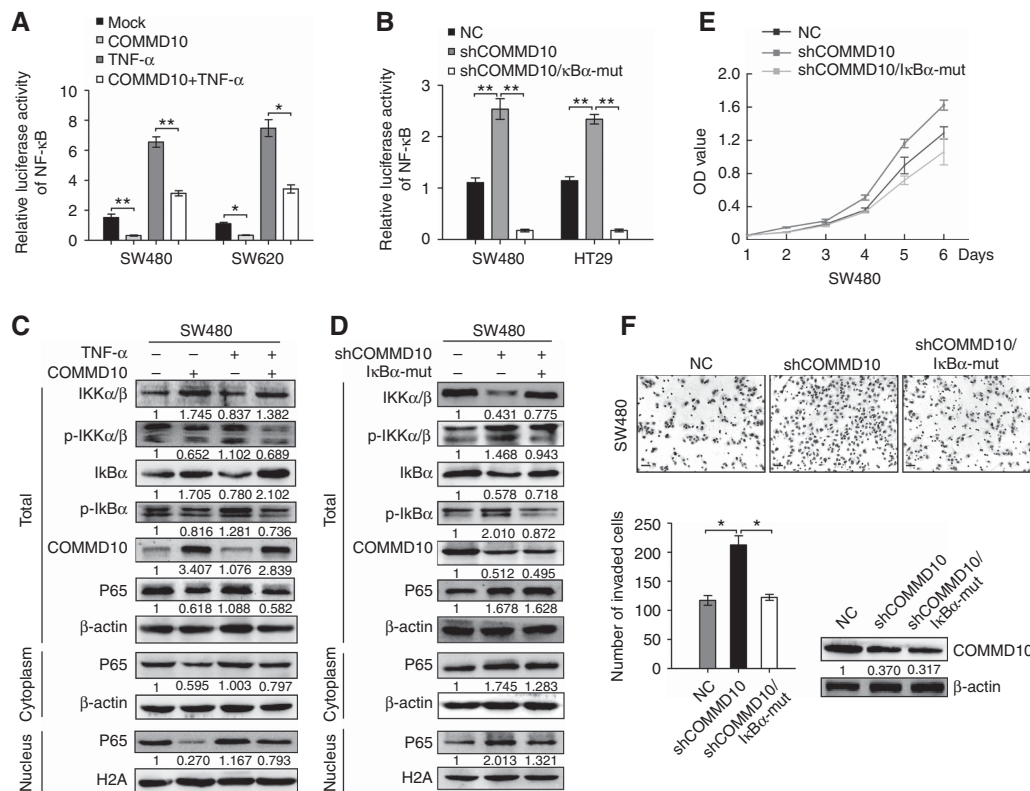 A
Mock
COMMD10
TNF-α
COMMD10+TNF-α
Relative luciferase activity
of NF-κB
10
8
6
4
2
0
** ** * *
SW480 SW620
B
NC
shCOMMD10
shCOMMD10/κBα-mut
Relative luciferase activity
of NF-κB
4
3
2
1
0
** ** ** **
SW480 HT29
E
NC
shCOMMD10
shCOMMD10/IκBα-mut
OD value
2.0
1.6
1.2
0.8
0.4
0
1 2 3 4 5 6 Days
SW480
C
SW480
TNF-α – – + +
COMMD10 – + – +
Total
IKKα/β
1 1.745 0.837 1.382
p-IKKα/β
1 0.652 1.102 0.689
IkBα
1 1.705 0.780 2.102
p-IkBα
1 0.816 1.281 0.736
COMMD10
1 3.407 1.076 2.839
P65
1 0.618 1.088 0.582
β-actin
Cytoplasm
P65
1 0.595 1.003 0.797
β-actin
Nucleus
P65
1 0.270 1.167 0.793
H2A
D
SW480
shCOMMD10 – + +
IκBα-mut – – +
Total
IKKα/β
1 0.431 0.775
p-IKKα/β
1 1.468 0.943
IkBα
1 0.578 0.718
p-IkBα
1 2.010 0.872
COMMD10
1 0.512 0.495
P65
1 1.678 1.628
β-actin
Cytoplasm
P65
1 1.745 1.283
β-actin
Nucleus
P65
1 2.013 1.321
H2A
F
NC
shCOMMD10
shCOMMD10/
IκBα-mut
SW480
Number of invaded cells
250
200
150
100
50
0
* *
NC
shCOMMD10
shCOMMD10/
IκBα-mut
NC
shCOMMD10
shCOMMD10/
IκBα-mut
COMMD10
1 0.370 0.317
β-actin